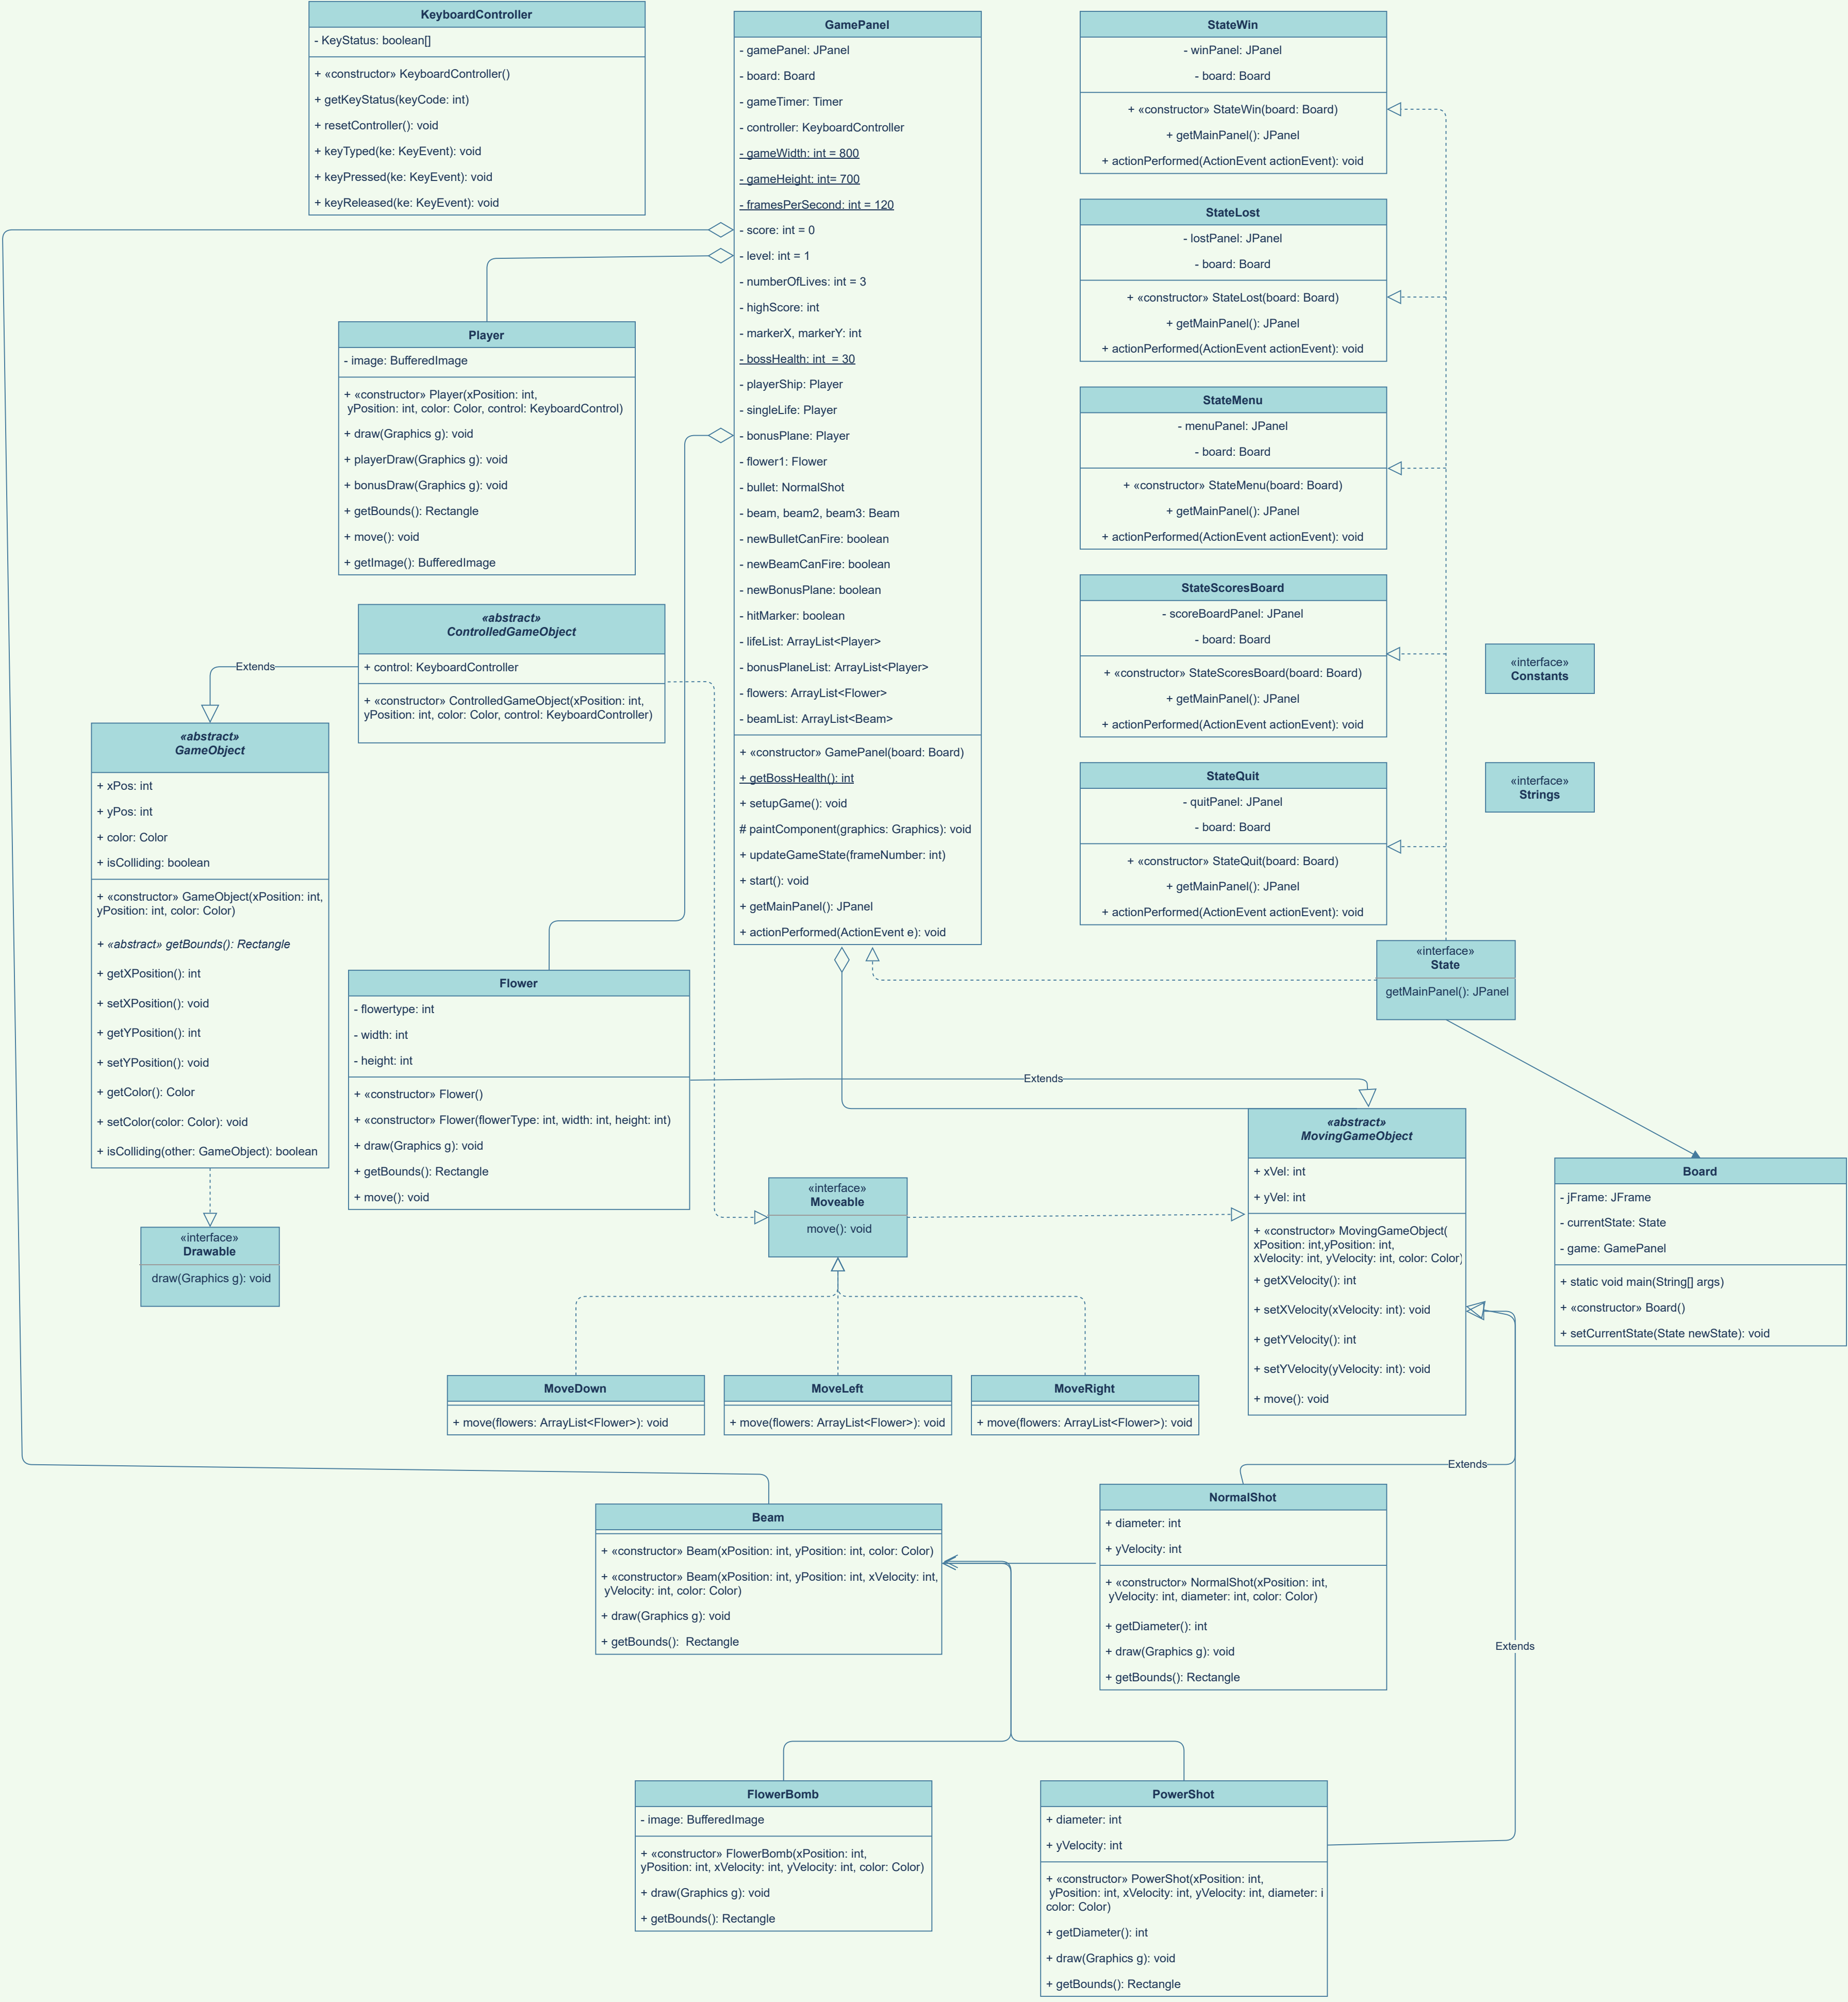 KeyboardController
- KeyStatus: boolean[]
+ «constructor» KeyboardController()
+ getKeyStatus(keyCode: int)
+ resetController(): void
+ keyTyped(ke: KeyEvent): void
+ keyPressed(ke: KeyEvent): void
+ keyReleased(ke: KeyEvent): void
GamePanel
- gamePanel: JPanel
- board: Board
- gameTimer: Timer
- controller: KeyboardController
- gameWidth: int = 800
- gameHeight: int= 700
- framesPerSecond: int = 120
- score: int = 0
- level: int = 1
- numberOfLives: int = 3
- highScore: int
- markerX, markerY: int
- bossHealth: int  = 30
- playerShip: Player
- singleLife: Player
- bonusPlane: Player
- flower1: Flower
- bullet: NormalShot
- beam, beam2, beam3: Beam
- newBulletCanFire: boolean
- newBeamCanFire: boolean
- newBonusPlane: boolean
- hitMarker: boolean
- lifeList: ArrayList<Player>
- bonusPlaneList: ArrayList<Player>
- flowers: ArrayList<Flower>
- beamList: ArrayList<Beam>
+ «constructor» GamePanel(board: Board)
+ getBossHealth(): int
+ setupGame(): void
# paintComponent(graphics: Graphics): void
+ updateGameState(frameNumber: int)
+ start(): void
+ getMainPanel(): JPanel
+ actionPerformed(ActionEvent e): void
StateWin
- winPanel: JPanel
- board: Board
+ «constructor» StateWin(board: Board)
+ getMainPanel(): JPanel
+ actionPerformed(ActionEvent actionEvent): void
StateLost
- lostPanel: JPanel
- board: Board
+ «constructor» StateLost(board: Board)
+ getMainPanel(): JPanel
+ actionPerformed(ActionEvent actionEvent): void
StateMenu
- menuPanel: JPanel
- board: Board
+ «constructor» StateMenu(board: Board)
+ getMainPanel(): JPanel
+ actionPerformed(ActionEvent actionEvent): void
StateScoresBoard
- scoreBoardPanel: JPanel
- board: Board
+ «constructor» StateScoresBoard(board: Board)
+ getMainPanel(): JPanel
+ actionPerformed(ActionEvent actionEvent): void
StateQuit
- quitPanel: JPanel
- board: Board
+ «constructor» StateQuit(board: Board)
+ getMainPanel(): JPanel
+ actionPerformed(ActionEvent actionEvent): void
«interface»
Constants
«interface»
Strings
Player
- image: BufferedImage
+ «constructor» Player(xPosition: int,
yPosition: int, color: Color, control: KeyboardControl)
+ draw(Graphics g): void
+ playerDraw(Graphics g): void
+ bonusDraw(Graphics g): void
+ getBounds(): Rectangle
+ move(): void
+ getImage(): BufferedImage
«abstract»
ControlledGameObject
+ control: KeyboardController
+ «constructor» ControlledGameObject(xPosition: int,
yPosition: int, color: Color, control: KeyboardController)
Extends
«abstract»
GameObject
+ xPos: int
+ yPos: int
+ color: Color
+ isColliding: boolean
+ «constructor» GameObject(xPosition: int,
yPosition: int, color: Color)
+ «abstract» getBounds(): Rectangle
+ getXPosition(): int
+ setXPosition(): void
+ getYPosition(): int
+ setYPosition(): void
+ getColor(): Color
+ setColor(color: Color): void
+ isColliding(other: GameObject): boolean
«interface»
Drawable
draw(Graphics g): void
Flower
- flowertype: int
- width: int
- height: int
+ «constructor» Flower()
+ «constructor» Flower(flowerType: int, width: int, height: int)
+ draw(Graphics g): void
+ getBounds(): Rectangle
+ move(): void
«interface»
State
getMainPanel(): JPanel
Extends
«interface»
Moveable
move(): void
«abstract»
MovingGameObject
+ xVel: int
+ yVel: int
+ «constructor» MovingGameObject(
xPosition: int,yPosition: int,
xVelocity: int, yVelocity: int, color: Color)
+ getXVelocity(): int
+ setXVelocity(xVelocity: int): void
+ getYVelocity(): int
+ setYVelocity(yVelocity: int): void
+ move(): void
Board
- jFrame: JFrame
- currentState: State
- game: GamePanel
+ static void main(String[] args)
+ «constructor» Board()
+ setCurrentState(State newState): void
MoveDown
+ move(flowers: ArrayList<Flower>): void
MoveLeft
+ move(flowers: ArrayList<Flower>): void
MoveRight
+ move(flowers: ArrayList<Flower>): void
Extends
Beam
+ «constructor» Beam(xPosition: int, yPosition: int, color: Color)
+ «constructor» Beam(xPosition: int, yPosition: int, xVelocity: int,
yVelocity: int, color: Color)
+ draw(Graphics g): void
+ getBounds():  Rectangle
NormalShot
+ diameter: int
+ yVelocity: int
+ «constructor» NormalShot(xPosition: int,
yVelocity: int, diameter: int, color: Color)
+ getDiameter(): int
+ draw(Graphics g): void
+ getBounds(): Rectangle
Extends
FlowerBomb
- image: BufferedImage
+ «constructor» FlowerBomb(xPosition: int,
yPosition: int, xVelocity: int, yVelocity: int, color: Color)
+ draw(Graphics g): void
+ getBounds(): Rectangle
PowerShot
+ diameter: int
+ yVelocity: int
+ «constructor» PowerShot(xPosition: int,
yPosition: int, xVelocity: int, yVelocity: int, diameter: i
color: Color)
+ getDiameter(): int
+ draw(Graphics g): void
+ getBounds(): Rectangle